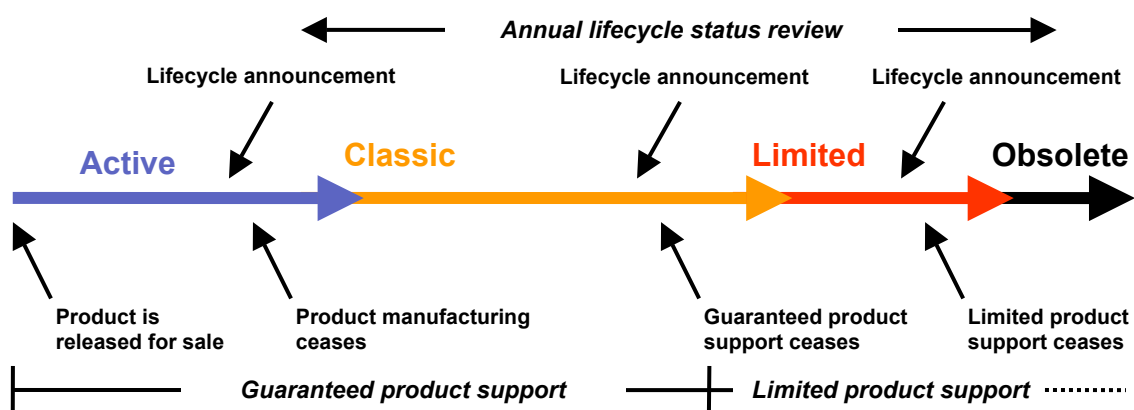 Annual lifecycle status review
Lifecycle announcement
Lifecycle announcement
Lifecycle announcement
Active
Classic
Limited
Obsolete
Product is
released for sale
Product manufacturing
ceases
Guaranteed product
support ceases
Limited product
support ceases
Guaranteed product support
Limited product support